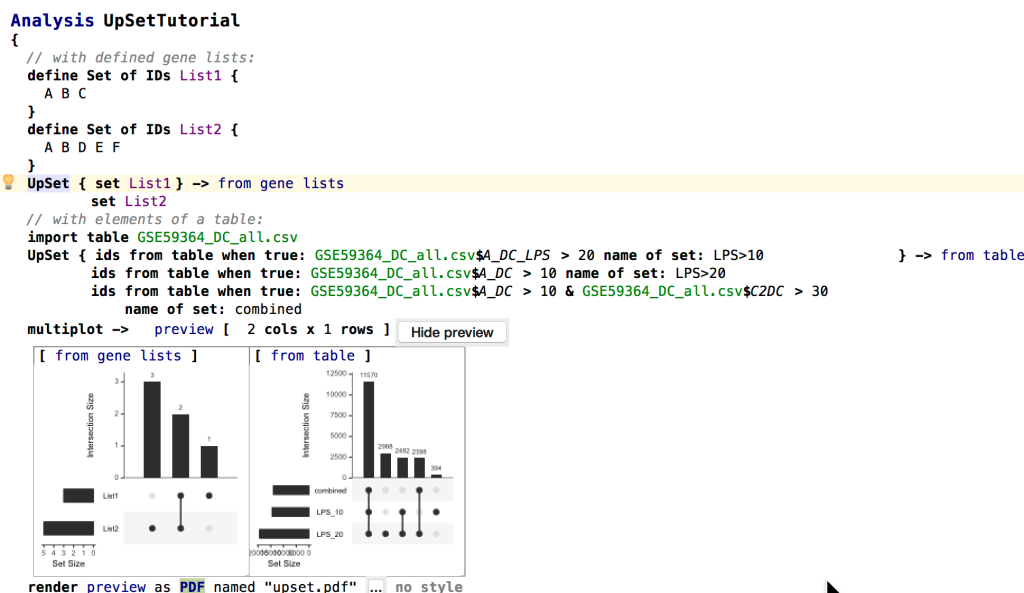 Analysis UpSetTutorial
{
// with defined gene lists:
define Set of IDs List1 {
A B C
}
define Set of IDs List2 {
A B D E F
}
UpSet { set List1 } -> from gene lists
set List2
// with elements of a table:
import table GSE59364_DC_all.csv
UpSet { ids from table when true: GSE59364_DC_all.csv$A_DC_LPS > 20 name of set: LPS>10 } -> from table
ids from table when true: GSE59364_DC_all.csv$A_DC > 10 name of set: LPS>20
ids from table when true: GSE59364_DC_all.csv$A_DC > 10 & GSE59364_DC_all.csv$C2DC > 30
name of set: combined
multiplot -> preview [ 2 cols x 1 rows ] Hide preview
[ from gene lists ] [ from table ]
3
2
1
3
2
1
0
Intersection Size
List1
List2
5 4 3 2 1 0
Set Size
12500
10000
7500
5000
2500
0
Intersection Size
11570
2988 2482 2388
394
combined
LPS_10
LPS_20
Set Size
render preview as PDF named "upset.pdf" ... no style